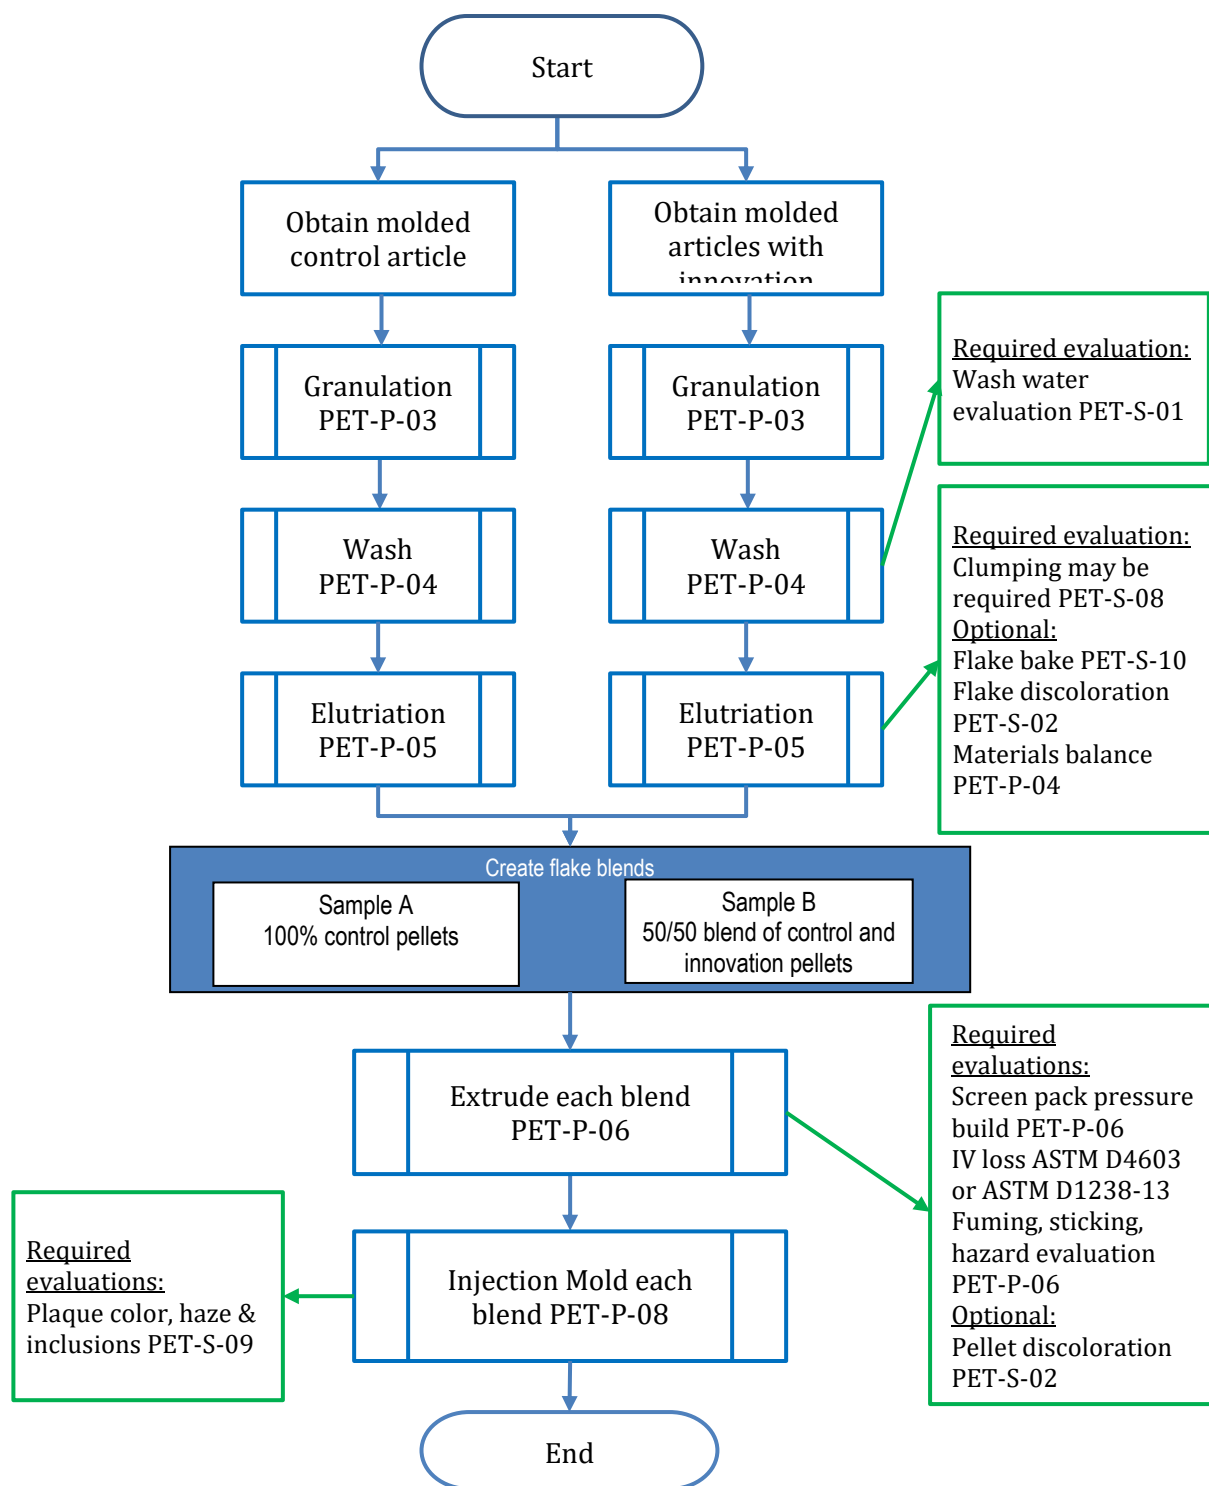 Start
Obtain molded
control article
Obtain molded
articles with
innovation
Granulation
PET-P-03
Granulation
PET-P-03
Required evaluation:
Wash water
evaluation PET-S-01
Wash
PET-P-04
Wash
PET-P-04
Required evaluation:
Clumping may be
required PET-S-08
Optional:
Flake bake PET-S-10
Flake discoloration
PET-S-02
Materials balance
PET-P-04
Elutriation
PET-P-05
Elutriation
PET-P-05
Create flake blends
Sample A
100% control pellets
Sample B
50/50 blend of control and
innovation pellets
Extrude each blend
PET-P-06
Required
evaluations:
Screen pack pressure
build PET-P-06
IV loss ASTM D4603
or ASTM D1238-13
Fuming, sticking,
hazard evaluation
PET-P-06
Optional:
Pellet discoloration
PET-S-02
Injection Mold each
blend PET-P-08
Required
evaluations:
Plaque color, haze &
inclusions PET-S-09
End